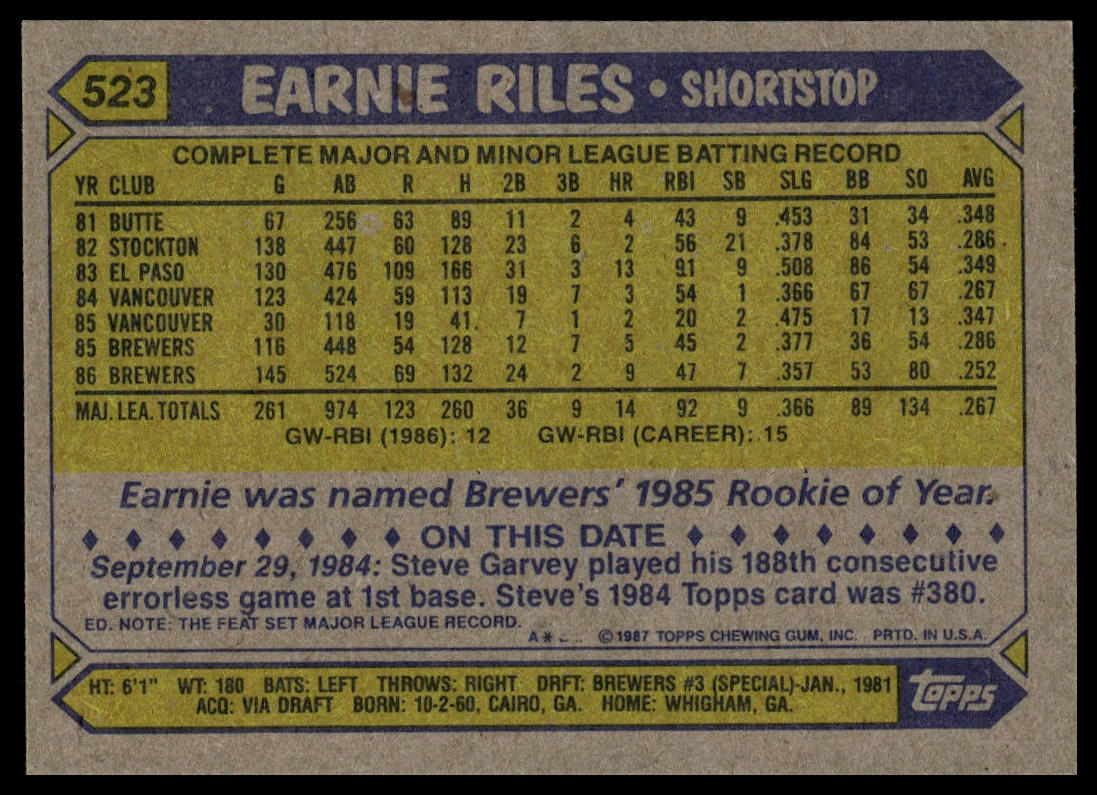 523 EARNIE RILES • SHORTSTOP
COMPLETE MAJOR AND MINOR LEAGUE BATTING RECORD
YR CLUB G AB R H 2B 3B HR RBI SB SLG BB SO AVG
81 BUTTE 67 256 63 89 11 2 4 43 9 .453 31 34 .348
82 STOCKTON 138 447 60 128 23 6 2 56 21 .378 84 53 .286
83 EL PASO 130 476 109 166 31 3 13 91 9 .508 86 54 .349
84 VANCOUVER 123 424 59 113 19 7 3 54 1 .366 67 67 .267
85 VANCOUVER 30 118 19 41 7 1 2 20 2 .475 17 13 .347
85 BREWERS 116 448 54 128 12 7 5 45 2 .377 36 54 .286
86 BREWERS 145 524 69 132 24 2 9 47 7 .357 53 80 .252
MAJ. LEA. TOTALS 261 974 123 260 36 9 14 92 9 .366 89 134 .267
GW-RBI (1986): 12 GW-RBI (CAREER): 15
Earnie was named Brewers' 1985 Rookie of Year.
ON THIS DATE
September 29, 1984: Steve Garvey played his 188th consecutive
errorless game at 1st base. Steve's 1984 Topps card was #380.
ED. NOTE: THE FEAT SET MAJOR LEAGUE RECORD.
A* ©1987 TOPPS CHEWING GUM, INC. PRTD. IN U.S.A.
HT: 6'1" WT: 180 BATS: LEFT THROWS: RIGHT DRFT: BREWERS #3 (SPECIAL)-JAN., 1981
ACQ: VIA DRAFT BORN: 10-2-60, CAIRO, GA. HOME: WHIGHAM, GA.
TOPPS